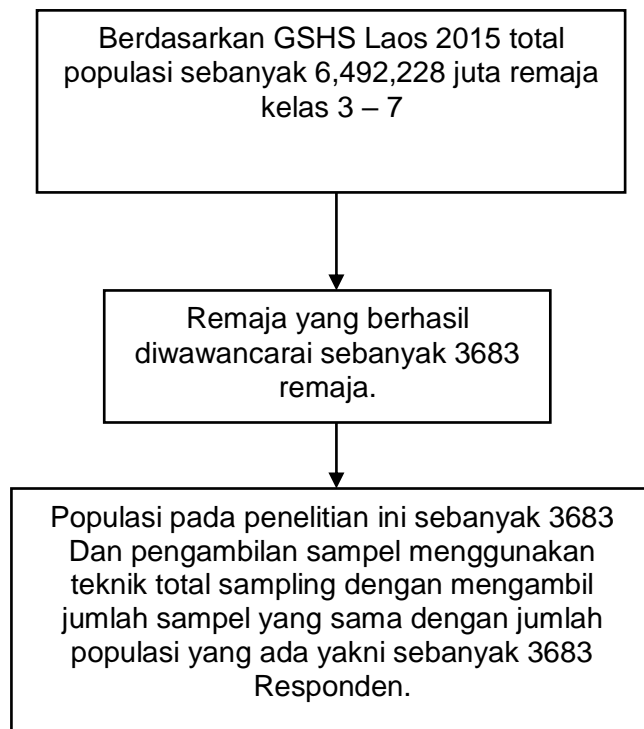 Berdasarkan GSHS Laos 2015 total
populasi sebanyak 6,492,228 juta remaja
kelas 3 – 7
Remaja yang berhasil
diwawancarai sebanyak 3683
remaja.
Populasi pada penelitian ini sebanyak 3683
Dan pengambilan sampel menggunakan
teknik total sampling dengan mengambil
jumlah sampel yang sama dengan jumlah
populasi yang ada yakni sebanyak 3683
Responden.